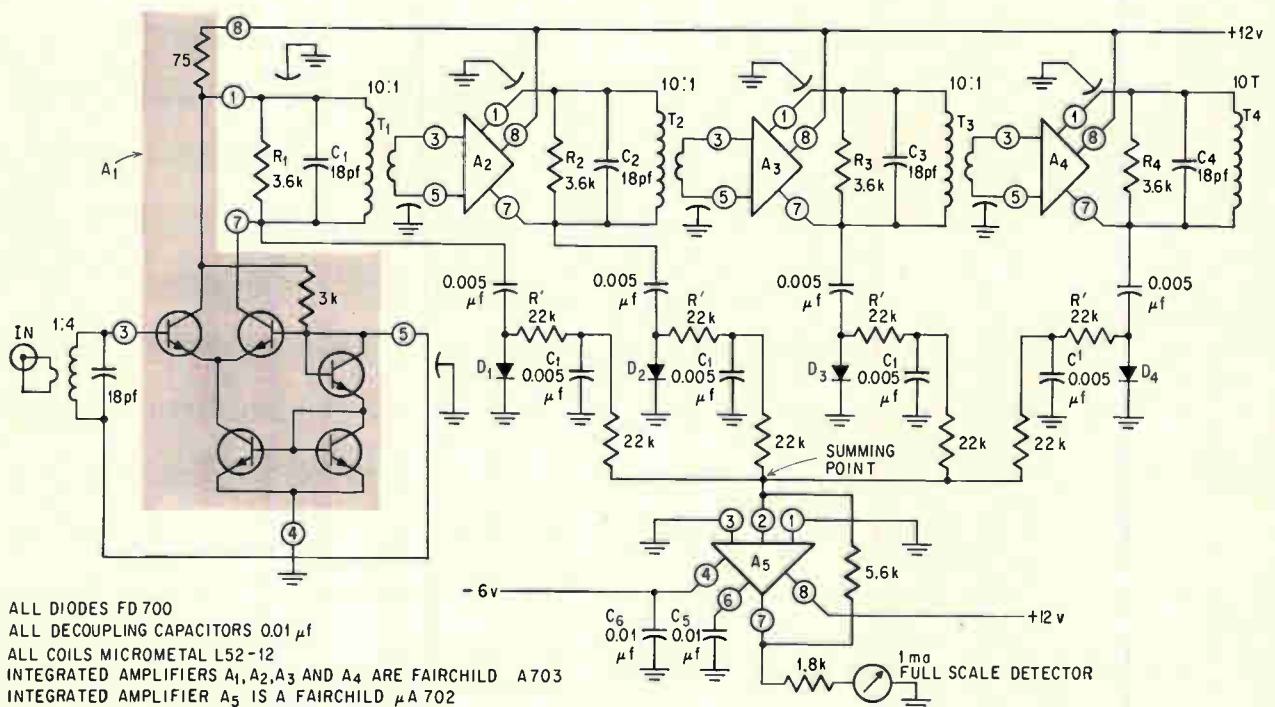 8
+12v
75
1
10:1
10:1
10:1
10T
T1
T2
T3
T4
A1
R1
3.6k
C1
18pf
3
5
A2
1
8
7
R2
3.6k
C2
18pf
3
5
A3
1
8
7
R3
3.6k
C3
18pf
3
5
A4
1
8
7
R4
3.6k
C4
18pf
7
3k
0.005
μf
0.005
μf
0.005
μf
0.005
μf
IN
1:4
3
18pf
5
R'
22k
R'
22k
R'
22k
R'
22k
D1
C1
0.005
μf
D2
C1
0.005
μf
D3
C1
0.005
μf
C'
0.005
μf
D4
22k
22k
22k
22k
SUMMING
POINT
4
3
2
1
A5
4
6
7
8
5.6k
-6v
+12v
C6
0.01
μf
C5
0.01
μf
1.8k
1ma
FULL SCALE DETECTOR
ALL DIODES FD 700
ALL DECOUPLING CAPACITORS 0.01 μf
ALL COILS MICROMETAL L52-12
INTEGRATED AMPLIFIERS A1, A2, A3 AND A4 ARE FAIRCHILD A703
INTEGRATED AMPLIFIER A5 IS A FAIRCHILD μA 702